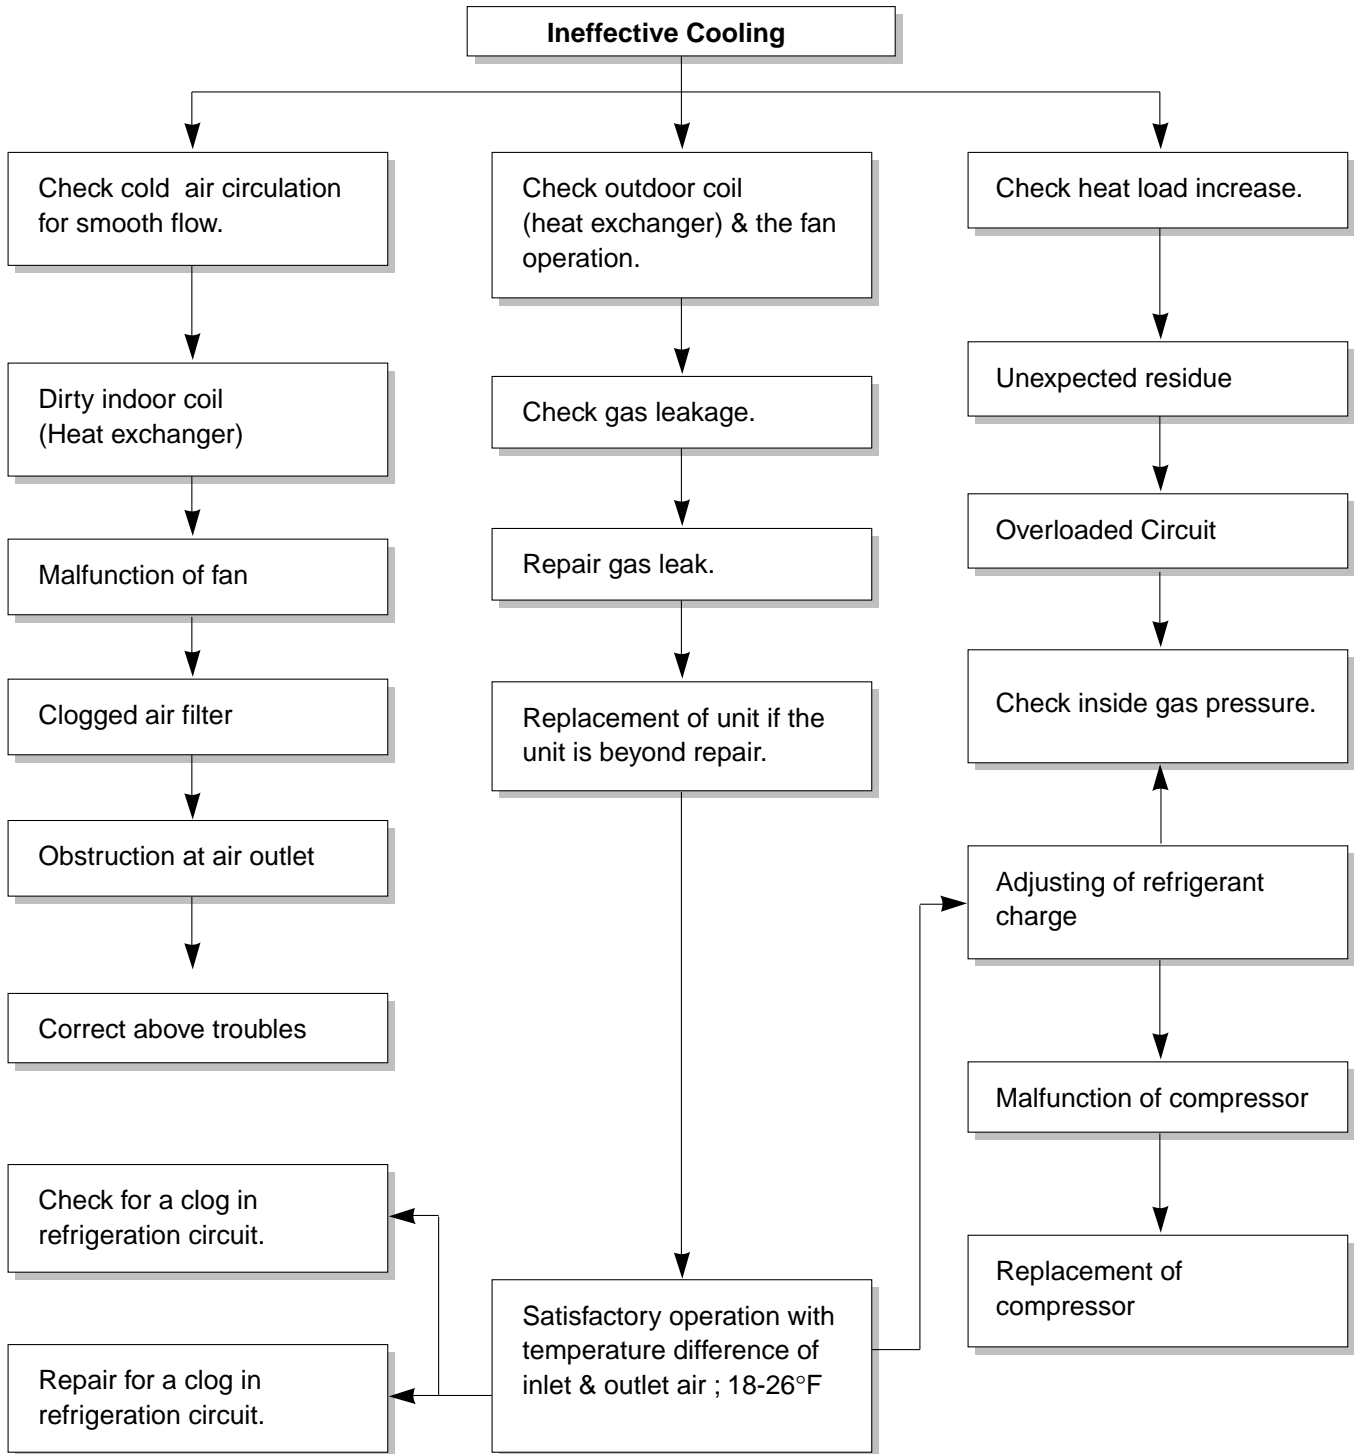 Ineffective Cooling
Check cold air circulation
for smooth flow.
Dirty indoor coil
(Heat exchanger)
Malfunction of fan
Clogged air filter
Obstruction at air outlet
Correct above troubles
Check for a clog in
refrigeration circuit.
Repair for a clog in
refrigeration circuit.
Check outdoor coil
(heat exchanger) & the fan
operation.
Check gas leakage.
Repair gas leak.
Replacement of unit if the
unit is beyond repair.
Satisfactory operation with
temperature difference of
inlet & outlet air ; 18-26°F
Check heat load increase.
Unexpected residue
Overloaded Circuit
Check inside gas pressure.
Adjusting of refrigerant
charge
Malfunction of compressor
Replacement of
compressor